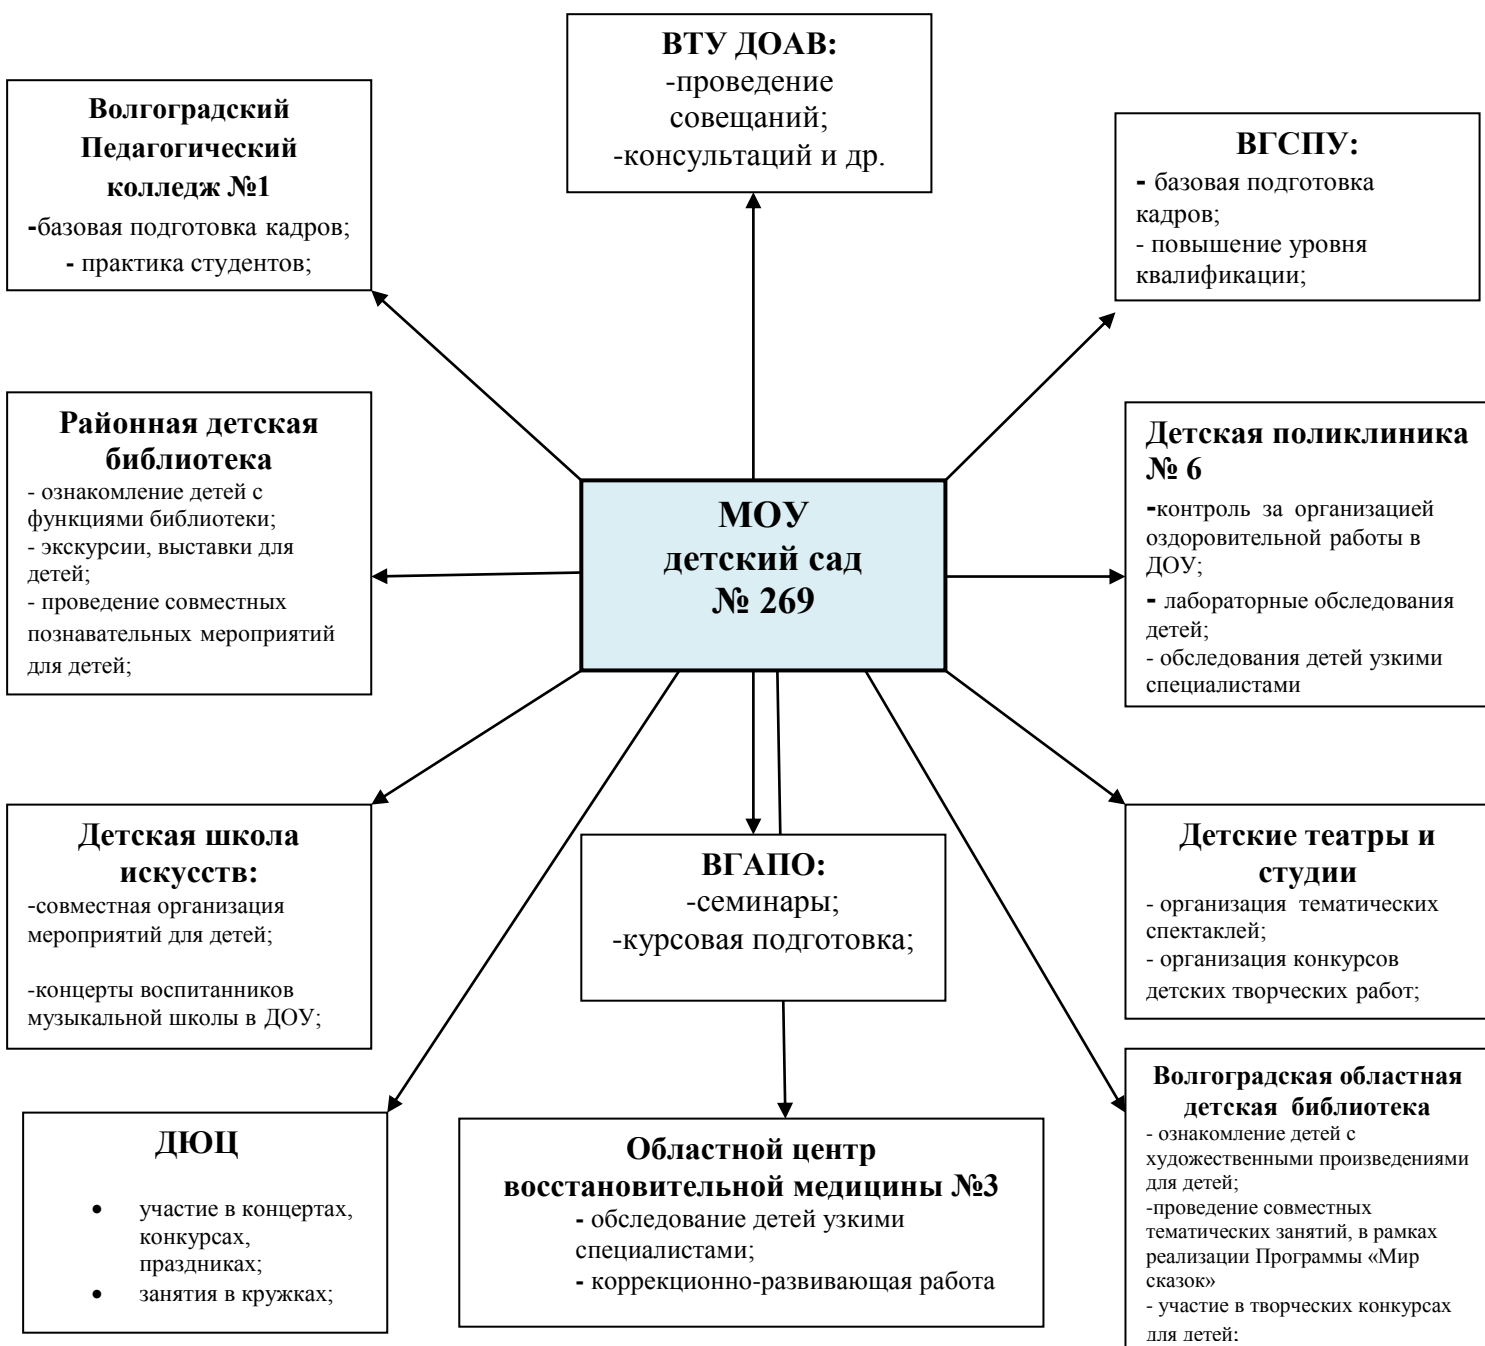 ВТУ ДОАВ:
-проведение
совещаний;
-консультаций и др.
Волгоградский
Педагогический
колледж №1
-базовая подготовка кадров;
- практика студентов;
ВГСПУ:
- базовая подготовка
кадров;
- повышение уровня
квалификации;
Районная детская
библиотека
- ознакомление детей с
функциями библиотеки;
- экскурсии, выставки для
детей;
- проведение совместных
познавательных мероприятий
для детей;
МОУ
детский сад
№ 269
Детская поликлиника
№ 6
-контроль за организацией
оздоровительной работы в
ДОУ;
- лабораторные обследования
детей;
- обследования детей узкими
специалистами
Детская школа
искусств:
-совместная организация
мероприятий для детей;
-концерты воспитанников
музыкальной школы в ДОУ;
ВГАПО:
-семинары;
-курсовая подготовка;
Детские театры и
студии
- организация тематических
спектаклей;
- организация конкурсов
детских творческих работ;
ДЮЦ
• участие в концертах,
конкурсах,
праздниках;
• занятия в кружках;
Областной центр
восстановительной медицины №3
- обследование детей узкими
специалистами;
- коррекционно-развивающая работа
Волгоградская областная
детская библиотека
- ознакомление детей с
художественными произведениями
для детей;
-проведение совместных
тематических занятий, в рамках
реализации Программы «Мир
сказок»
- участие в творческих конкурсах
для детей;